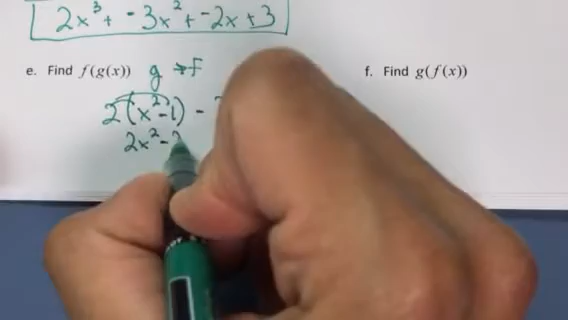 2x³ + -3x² + -2x + 3
e. Find f(g(x)) g → f
f. Find g(f(x))
2(x² - 1) -
2x² -